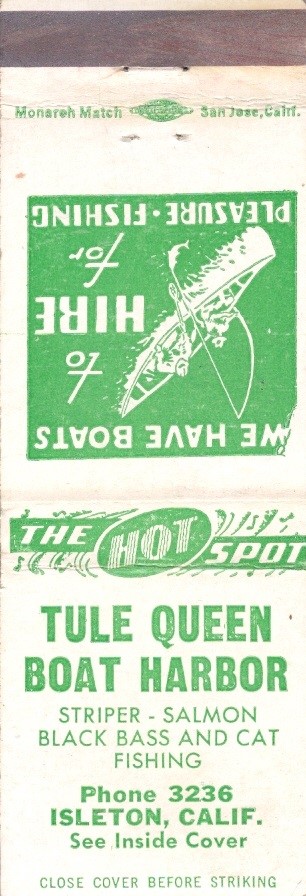 Monarch Match San Jose, Calif.
WE HAVE BOATS
to
HIRE
for
PLEASURE · FISHING
THE HOT SPOT
TULE QUEEN
BOAT HARBOR
STRIPER - SALMON
BLACK BASS AND CAT
FISHING
Phone 3236
ISLETON, CALIF.
See Inside Cover
CLOSE COVER BEFORE STRIKING